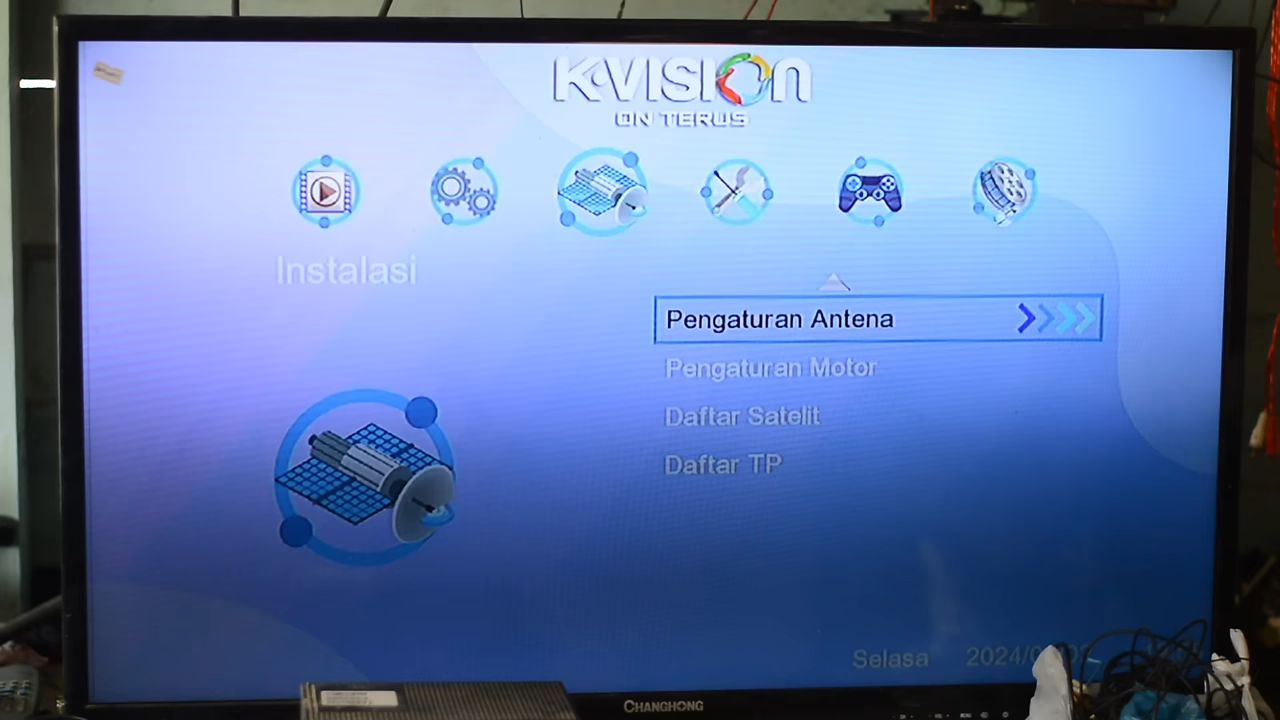 K-VISION
ON TERUS
Instalasi
Pengaturan Antena
Pengaturan Motor
Daftar Satelit
Daftar TP
Selasa
CHANGHONG